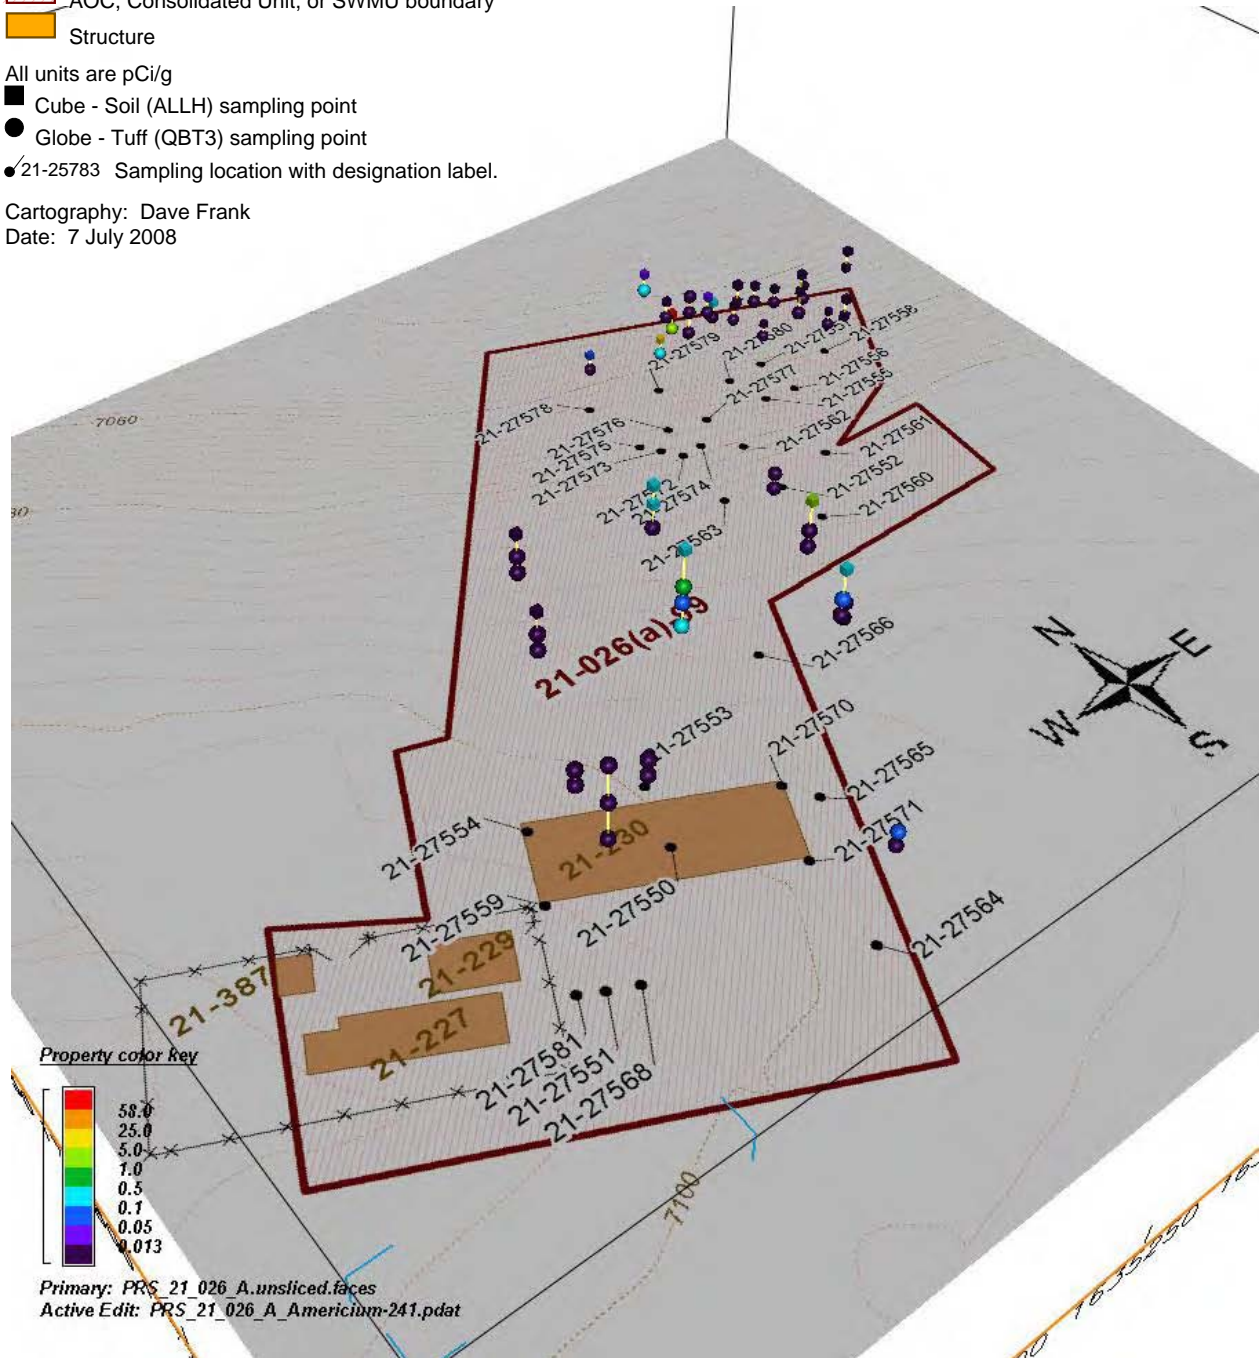 AOC, Consolidated Unit, or SWMU boundary
Structure
All units are pCi/g
Cube - Soil (ALLH) sampling point
Globe - Tuff (QBT3) sampling point
21-25783 Sampling location with designation label.
Cartography: Dave Frank
Date: 7 July 2008
7060
21-27579
21-27558
21-27577
21-27556
21-27555
21-27578
21-27576
21-27575
21-27573
21-27562
21-27561
21-27552
21-27560
21-27574
21-27563
21-026(a)-99
21-27566
21-27553
21-27570
21-27565
21-27571
21-27554
21-230
21-27559
21-27550
21-27564
21-229
21-387
21-227
21-27581
21-27551
21-27568
N
E
W
S
7100
1635250
Property color key
58.0
25.0
5.0
1.0
0.5
0.1
0.05
0.013
Primary: PRS_21_026_A.unsliced.faces
Active Edit: PRS_21_026_A_Americium-241.pdat